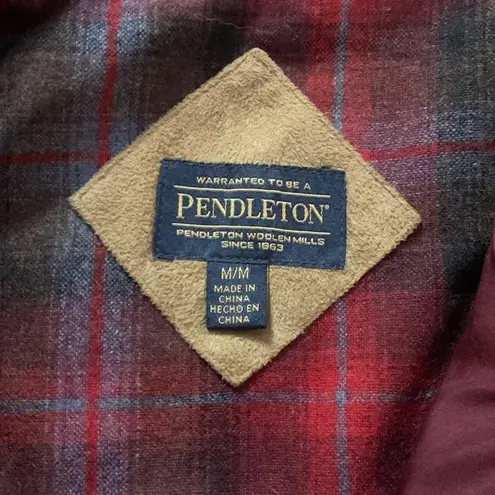 WARRANTED TO BE A
PENDLETON®
PENDLETON WOOLEN MILLS
SINCE 1863
M/M
MADE IN
CHINA
HECHO EN
CHINA